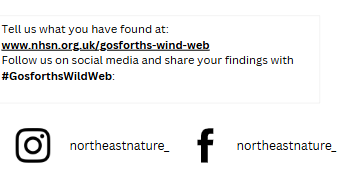 Tell us what you have found at:
www.nhsn.org.uk/gosforths-wind-web
Follow us on social media and share your findings with
#GosforthsWildWeb:
northeastnature_ northeastnature_